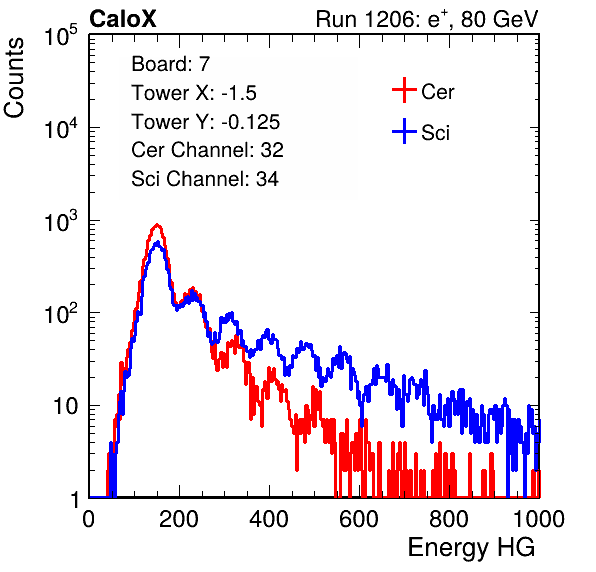 CaloX Run 1206: e⁺, 80 GeV
Counts
10⁵
10⁴
10³
10²
10
1
Board: 7
Tower X: -1.5
Tower Y: -0.125
Cer Channel: 32
Sci Channel: 34
Cer
Sci
0 200 400 600 800 1000
Energy HG